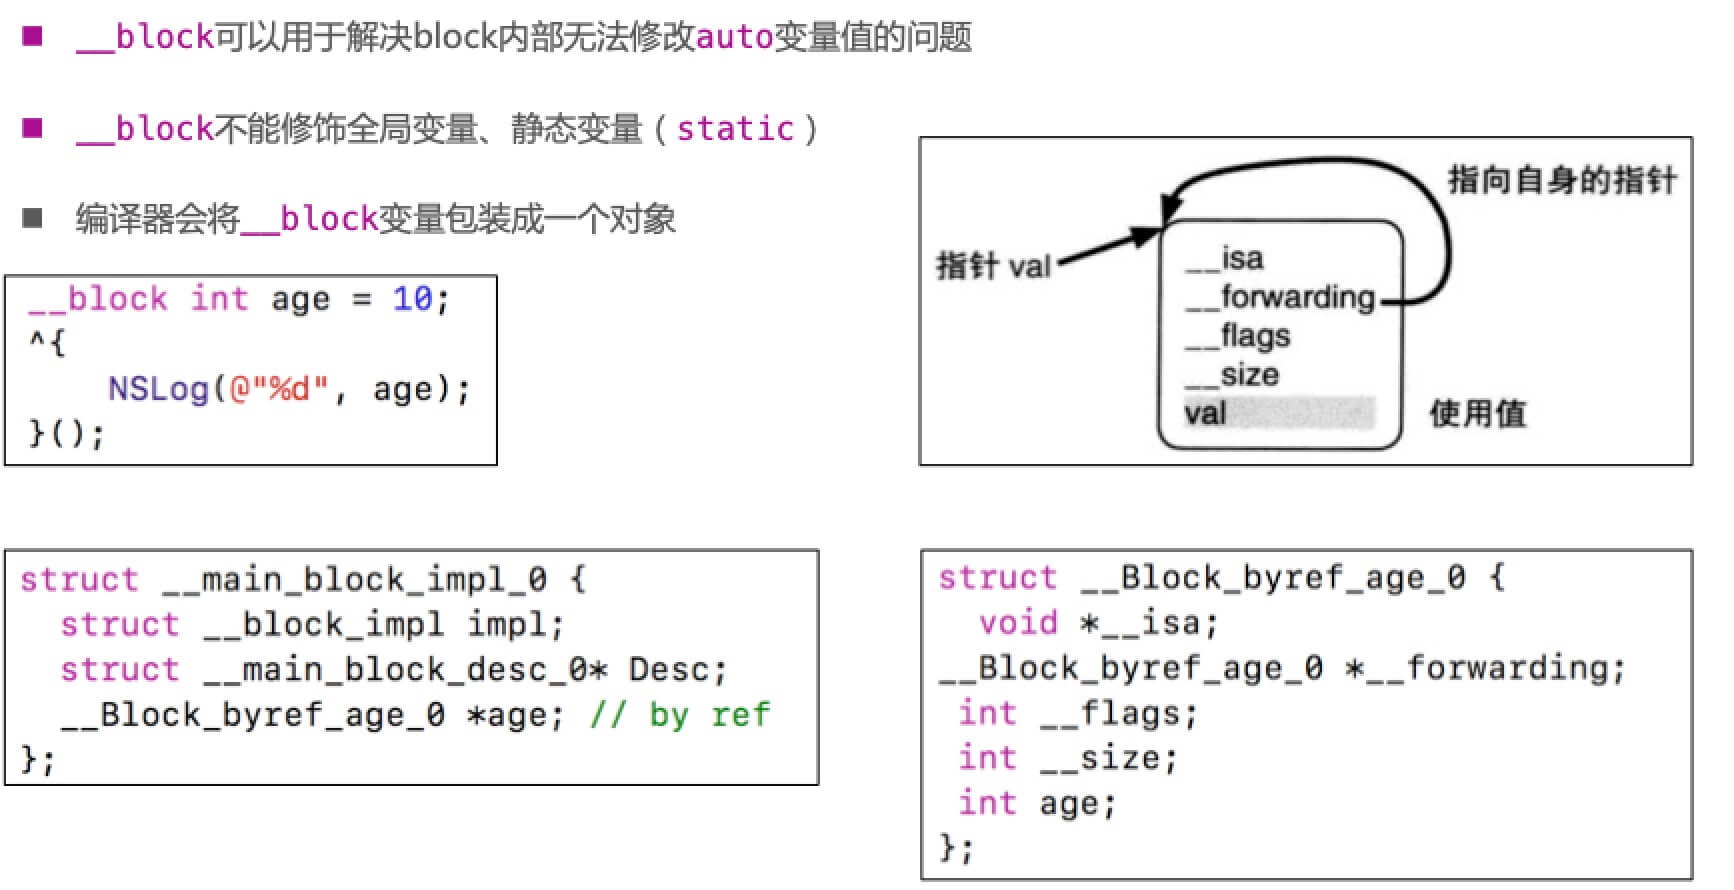 __block可以用于解决block内部无法修改auto变量值的问题
__block不能修饰全局变量、静态变量（static）
编译器会将__block变量包装成一个对象
__block int age = 10;
^{
    NSLog(@"%d", age);
}();
指向自身的指针
指针 val
__isa
__forwarding
__flags
__size
val
使用值
struct __main_block_impl_0 {
  struct __block_impl impl;
  struct __main_block_desc_0* Desc;
  __Block_byref_age_0 *age; // by ref
};
struct __Block_byref_age_0 {
  void *__isa;
__Block_byref_age_0 *__forwarding;
 int __flags;
 int __size;
 int age;
};